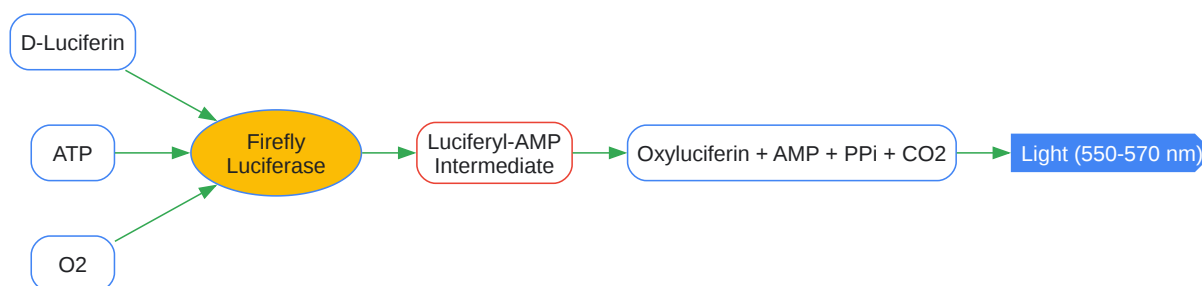 D-Luciferin
ATP
O2
Firefly
Luciferase
Luciferyl-AMP
Intermediate
Oxyluciferin + AMP + PPi + CO2
Light (550-570 nm)